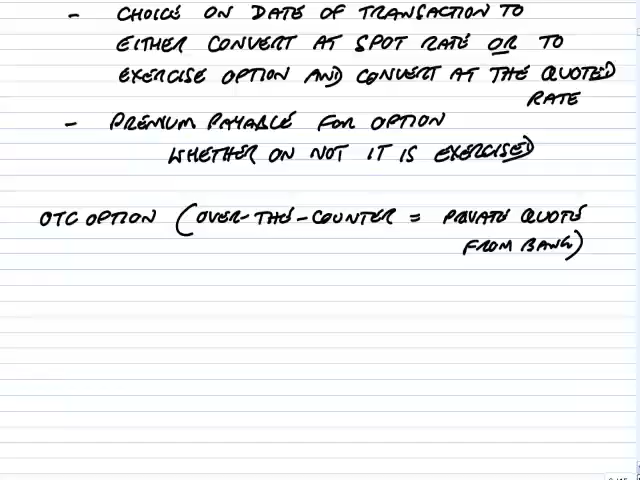 - CHOICE ON DATE OF TRANSACTION TO
EITHER CONVERT AT SPOT RATE OR TO
EXERCISE OPTION AND CONVERT AT THE QUOTED
RATE
- PREMIUM PAYABLE FOR OPTION
WHETHER ON NOT IT IS EXERCISED
OTC OPTION (OVER-THE-COUNTER = PRIVATE QUOTE
FROM BANK)